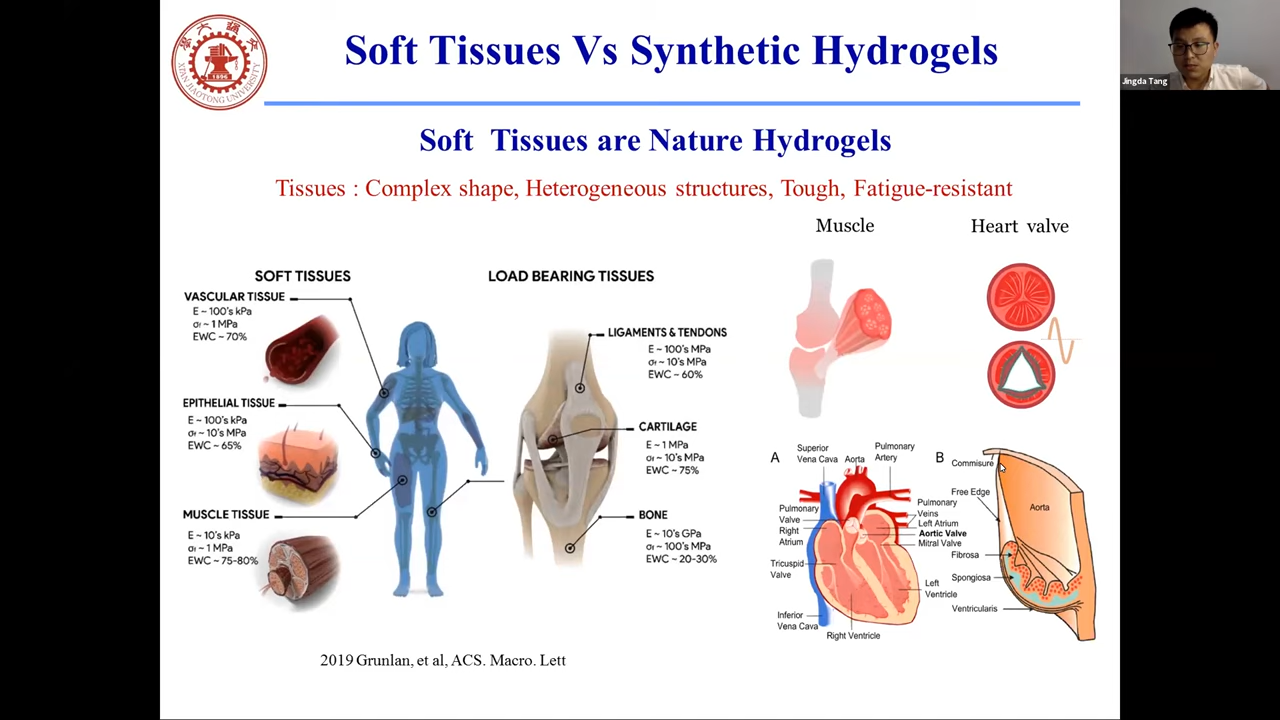 Soft Tissues Vs Synthetic Hydrogels
XI'AN JIAOTONG UNIVERSITY
1896
Jingda Tang
Soft Tissues are Nature Hydrogels
Tissues : Complex shape, Heterogeneous structures, Tough, Fatigue-resistant
Muscle
Heart valve
SOFT TISSUES
VASCULAR TISSUE
E ~ 100's kPa
σf ~ 1 MPa
EWC ~ 70%
EPITHELIAL TISSUE
E ~ 100's kPa
σf ~ 10's MPa
EWC ~ 65%
MUSCLE TISSUE
E ~ 10's kPa
σf ~ 1 MPa
EWC ~ 75-80%
LOAD BEARING TISSUES
LIGAMENTS & TENDONS
E ~ 100's MPa
σf ~ 10's MPa
EWC ~ 60%
CARTILAGE
E ~ 1 MPa
σf ~ 10's MPa
EWC ~ 75%
BONE
E ~ 10's GPa
σf ~ 100's MPa
EWC ~ 20-30%
A
Superior
Vena Cava
Aorta
Pulmonary
Artery
Pulmonary
Valve
Right
Atrium
Tricuspid
Valve
Inferior
Vena Cava
Pulmonary
Veins
Left Atrium
Aortic Valve
Mitral Valve
Left
Ventricle
Right Ventricle
B
Commisure
Free Edge
Aorta
Fibrosa
Spongiosa
Ventricularis
2019 Grunlan, et al, ACS. Macro. Lett